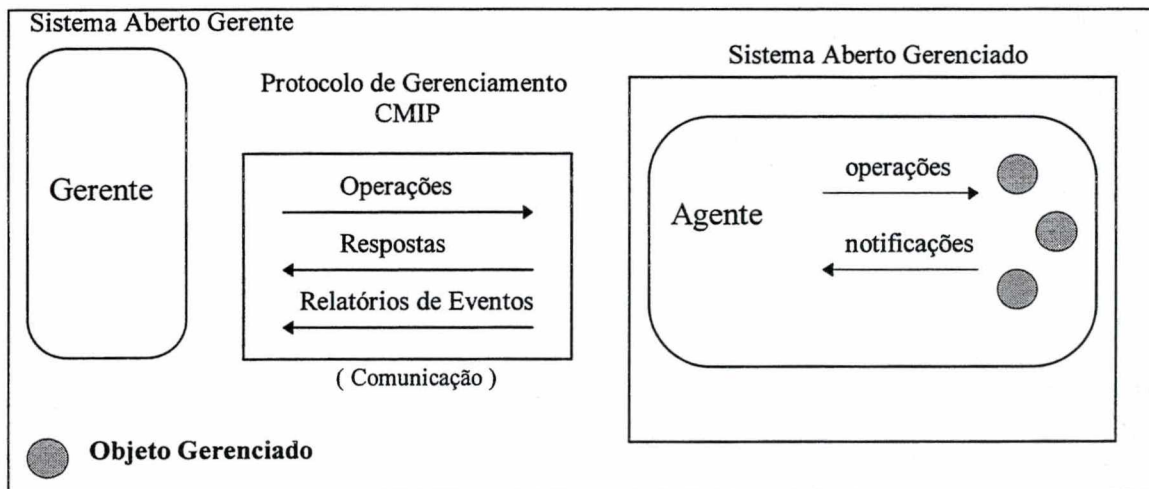 Sistema Aberto Gerente
Sistema Aberto Gerenciado
Protocolo de Gerenciamento
CMIP
Gerente
Operações
Respostas
Relatórios de Eventos
( Comunicação )
Agente
operações
notificações
Objeto Gerenciado